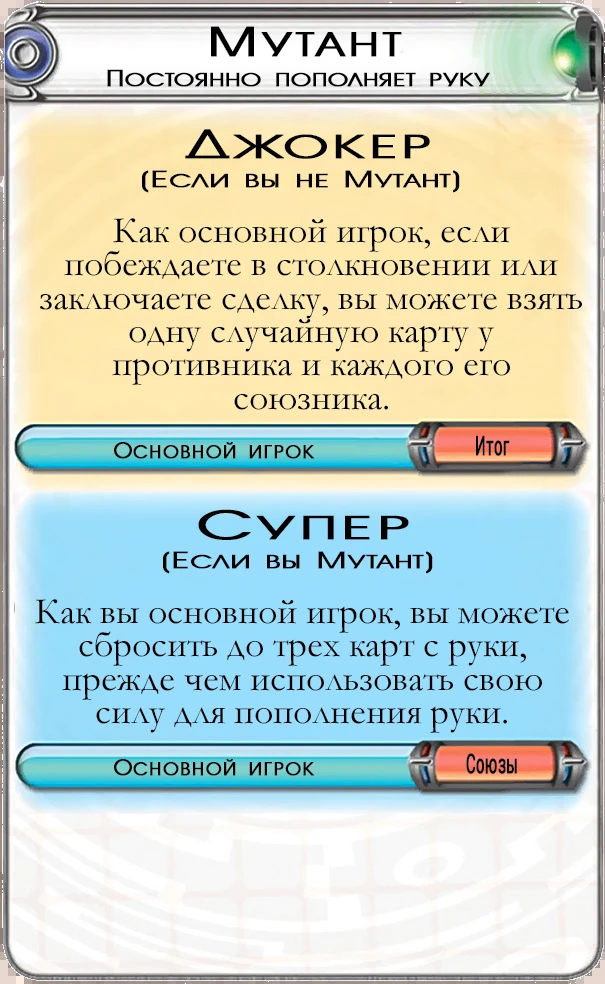 Мутант
Постоянно пополняет руку
Джокер
(Если вы не Мутант)
Как основной игрок, если
побеждаете в столкновении или
заключаете сделку, вы можете взять
одну случайную карту у
противника и каждого его
союзника.
Основной игрок
Итог
Супер
(Если вы Мутант)
Как вы основной игрок, вы можете
сбросить до трех карт с руки,
прежде чем использовать свою
силу для пополнения руки.
Основной игрок
Союзы